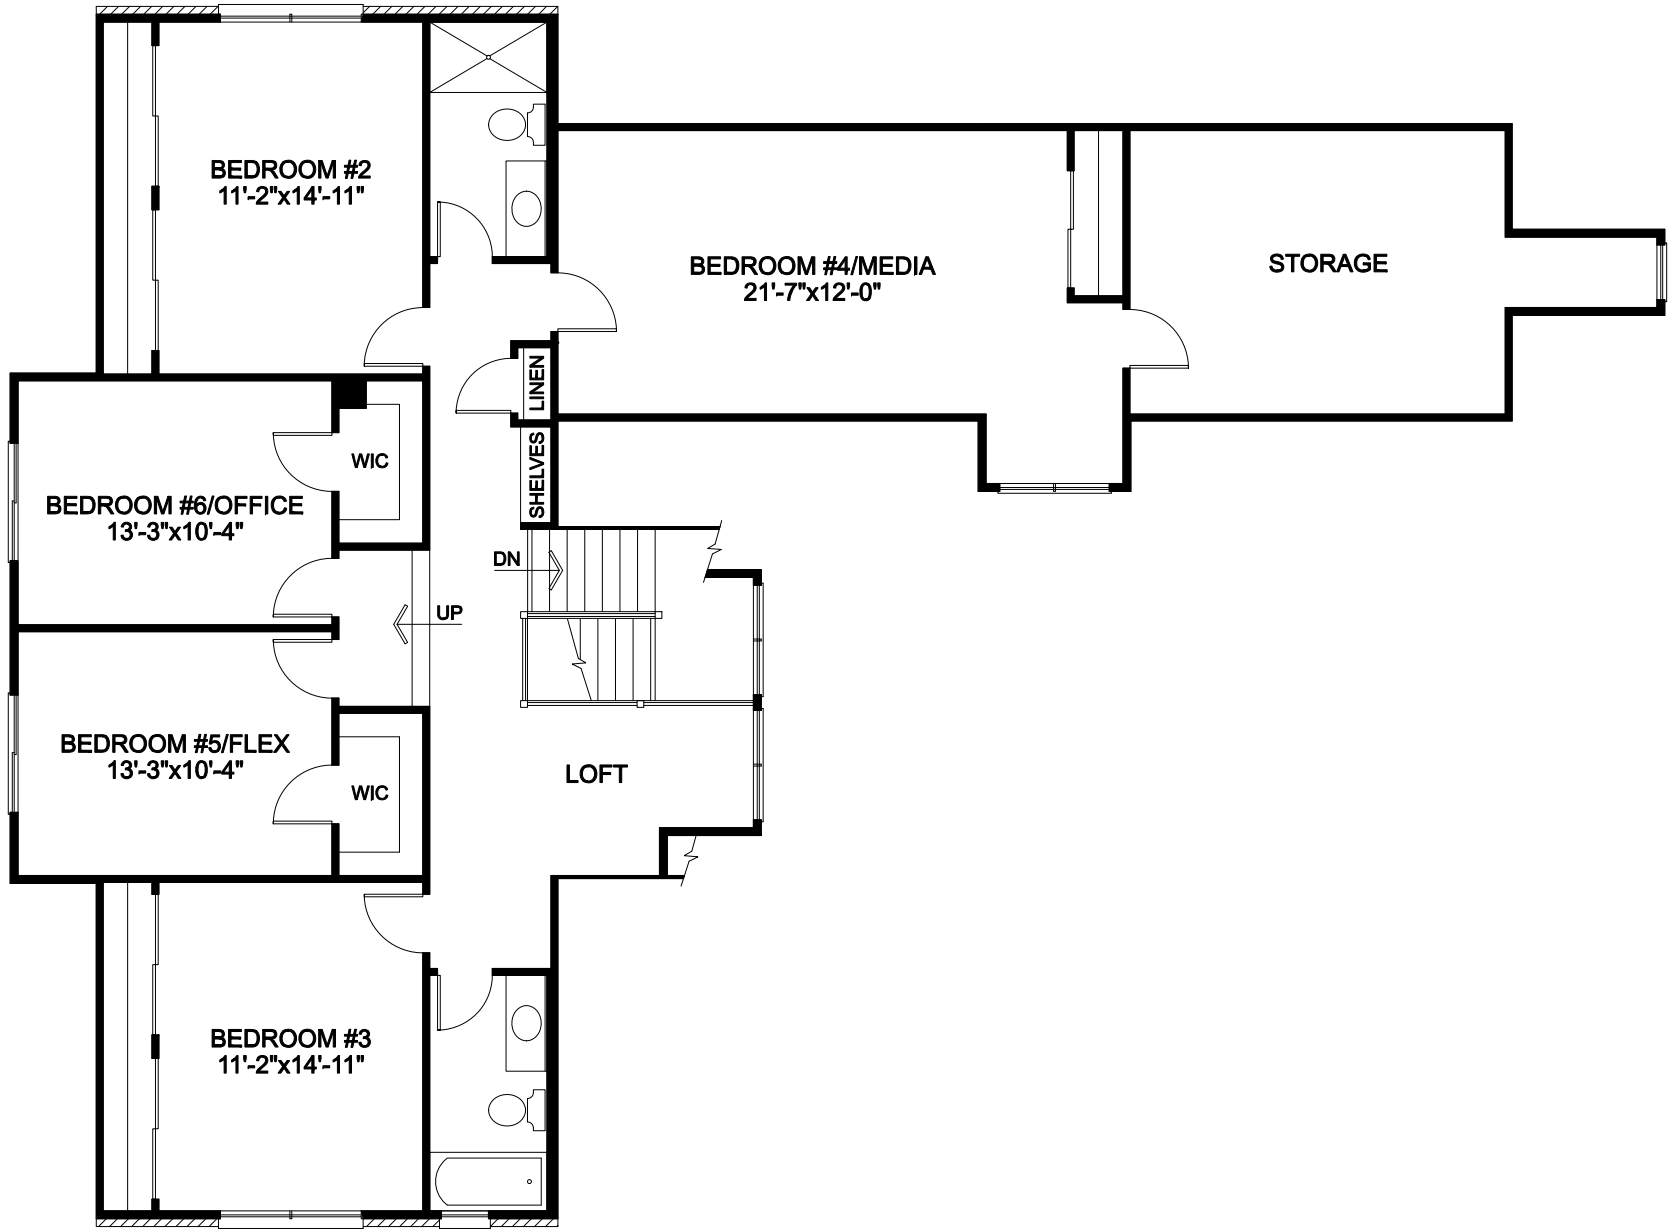 BEDROOM #2
11'-2"x14'-11"
BEDROOM #4/MEDIA
21'-7"x12'-0"
STORAGE
LINEN
SHELVES
WIC
BEDROOM #6/OFFICE
13'-3"x10'-4"
DN
UP
BEDROOM #5/FLEX
13'-3"x10'-4"
WIC
LOFT
BEDROOM #3
11'-2"x14'-11"